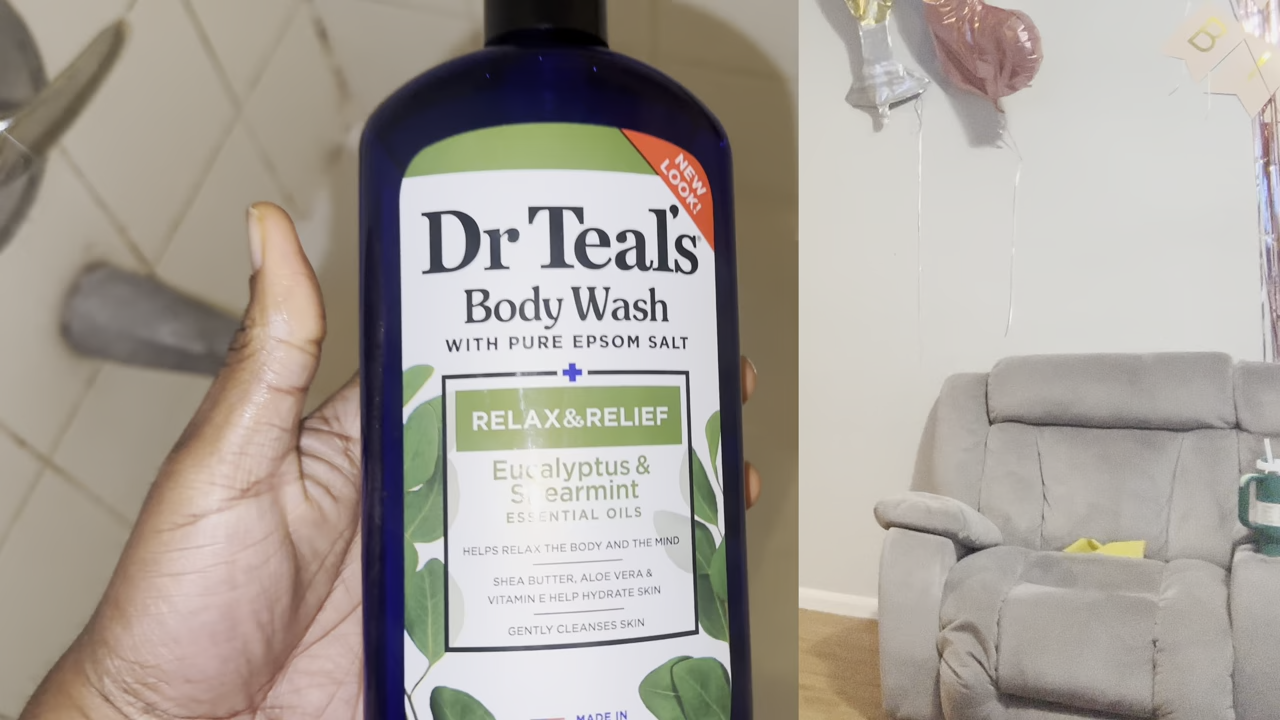 NEW
LOOK!
Dr Teal's
Body Wash
WITH PURE EPSOM SALT
RELAX&RELIEF
Eucalyptus &
Spearmint
ESSENTIAL OILS
HELPS RELAX THE BODY AND THE MIND
SHEA BUTTER, ALOE VERA &
VITAMIN E HELP HYDRATE SKIN
GENTLY CLEANSES SKIN
MADE IN
B